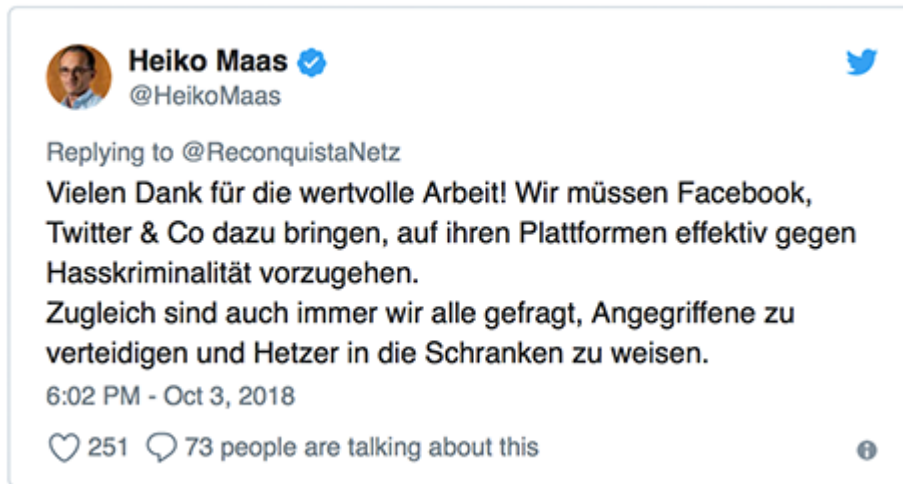 Heiko Maas
@HeikoMaas
Replying to @ReconquistaNetz
Vielen Dank für die wertvolle Arbeit! Wir müssen Facebook,
Twitter & Co dazu bringen, auf ihren Plattformen effektiv gegen
Hasskriminalität vorzugehen.
Zugleich sind auch immer wir alle gefragt, Angegriffene zu
verteidigen und Hetzer in die Schranken zu weisen.
6:02 PM - Oct 3, 2018
251 73 people are talking about this